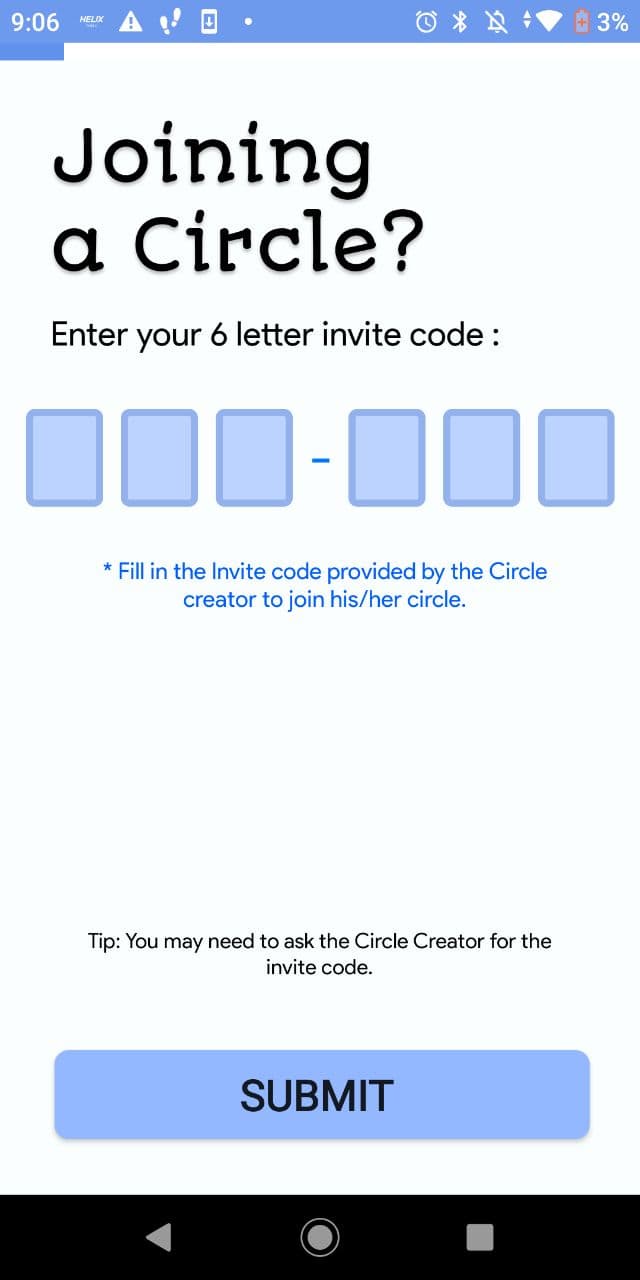 9:06 HELIX 3%
Joining
a Circle?
Enter your 6 letter invite code :
-
* Fill in the Invite code provided by the Circle
creator to join his/her circle.
Tip: You may need to ask the Circle Creator for the
invite code.
SUBMIT